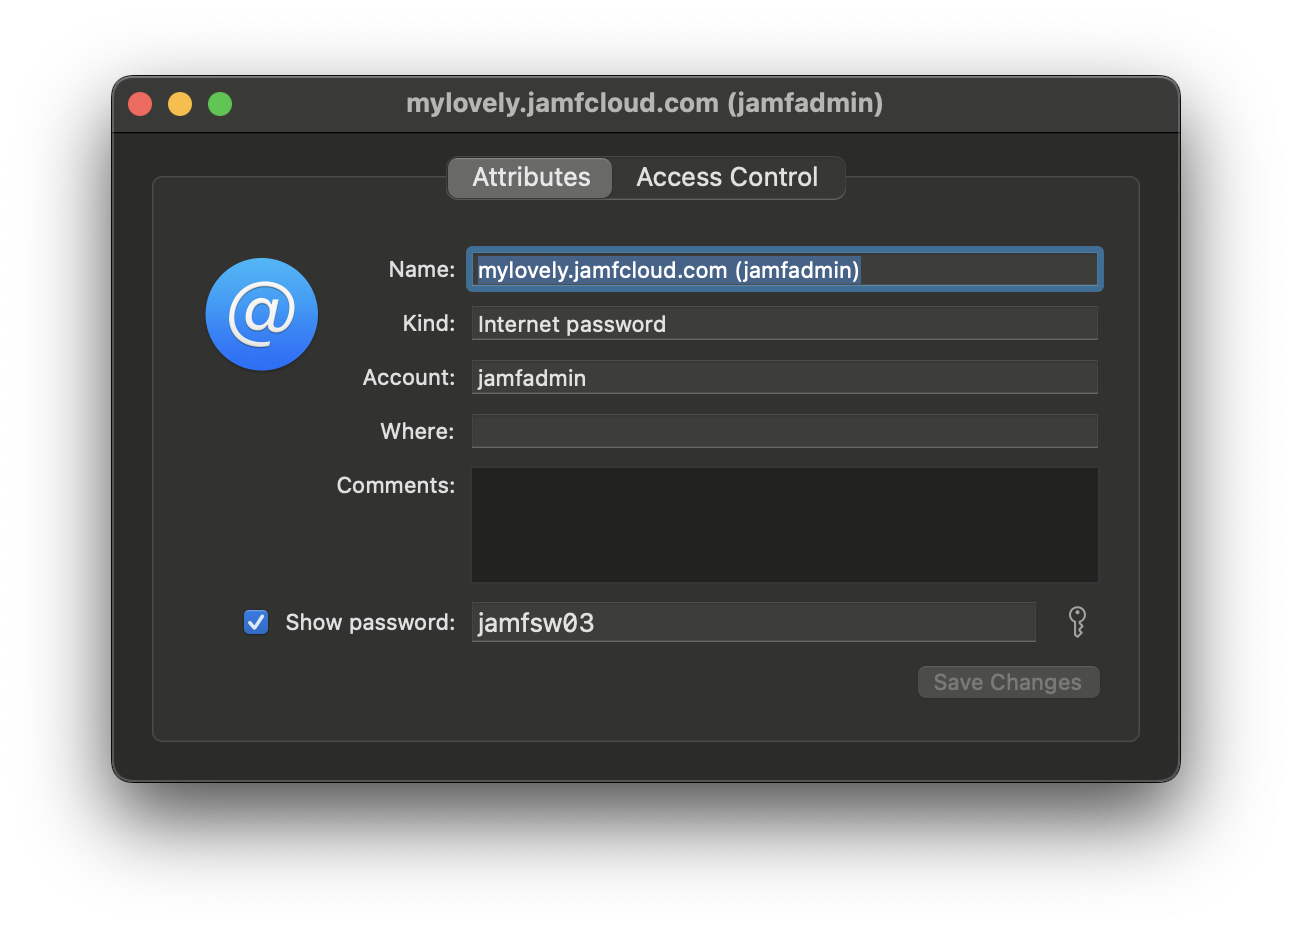 mylovely.jamfcloud.com (jamfadmin)
Attributes Access Control
@
Name: mylovely.jamfcloud.com (jamfadmin)
Kind: Internet password
Account: jamfadmin
Where:
Comments:
Show password: jamfsw03
Save Changes